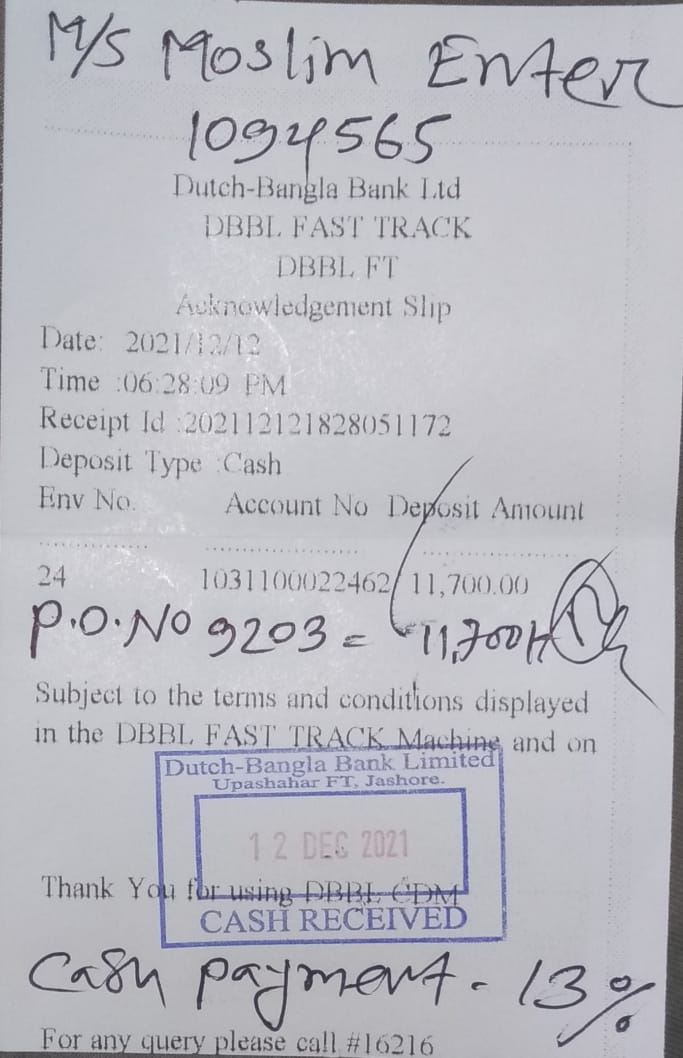 M/S Moslim Enter
1094565
Dutch-Bangla Bank Ltd
DBBL FAST TRACK
DBBL FT
Acknowledgement Slip
Date: 2021/12/12
Time :06:28:09 PM
Receipt Id :202112121828051172
Deposit Type :Cash
Env No. Account No Deposit Amount
24 1031100022462 11,700.00
P.O.NO 9203 = 11,700/-
Subject to the terms and conditions displayed
in the DBBL FAST TRACK Machine and on
Dutch-Bangla Bank Limited
Upashahar FT, Jashore.
12 DEC 2021
Thank You for using DBBL CDM
CASH RECEIVED
Cash payment - 13%
For any query please call #16216